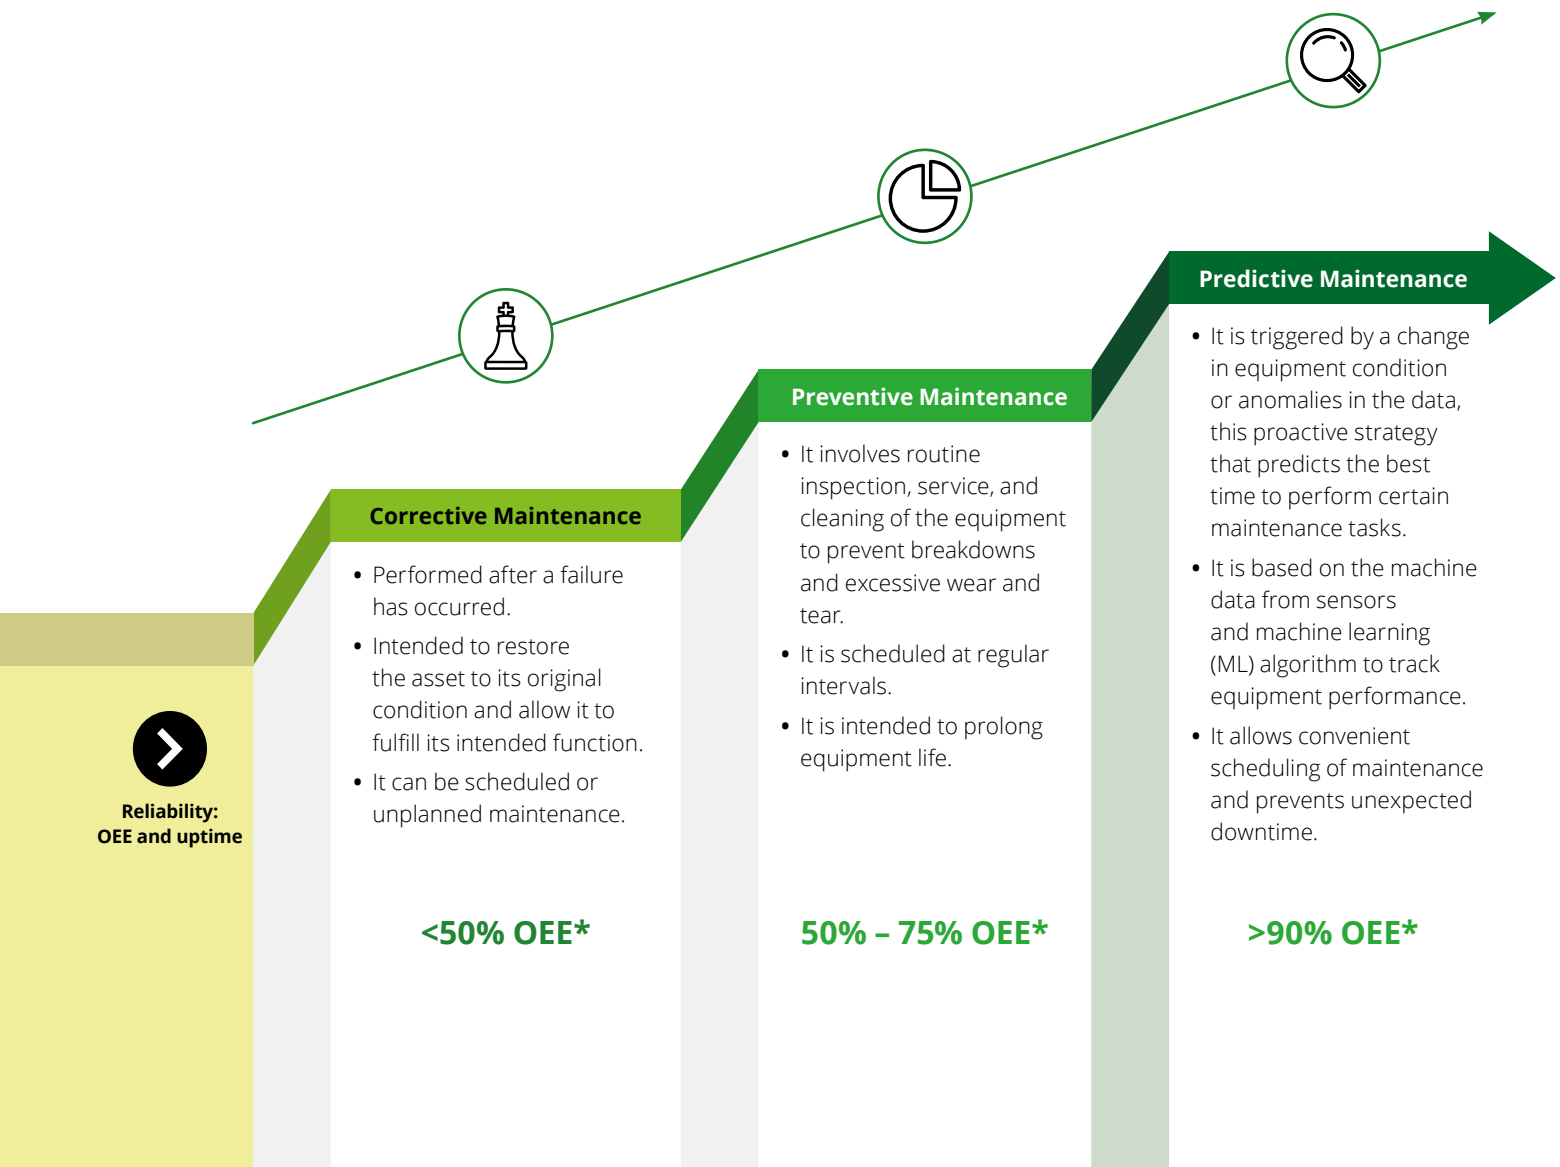 Reliability:
OEE and uptime
Corrective Maintenance
• Performed after a failure
has occurred.
• Intended to restore
the asset to its original
condition and allow it to
fulfill its intended function.
• It can be scheduled or
unplanned maintenance.
<50% OEE*
Preventive Maintenance
• It involves routine
inspection, service, and
cleaning of the equipment
to prevent breakdowns
and excessive wear and
tear.
• It is scheduled at regular
intervals.
• It is intended to prolong
equipment life.
50% – 75% OEE*
Predictive Maintenance
• It is triggered by a change
in equipment condition
or anomalies in the data,
this proactive strategy
that predicts the best
time to perform certain
maintenance tasks.
• It is based on the machine
data from sensors
and machine learning
(ML) algorithm to track
equipment performance.
• It allows convenient
scheduling of maintenance
and prevents unexpected
downtime.
>90% OEE*